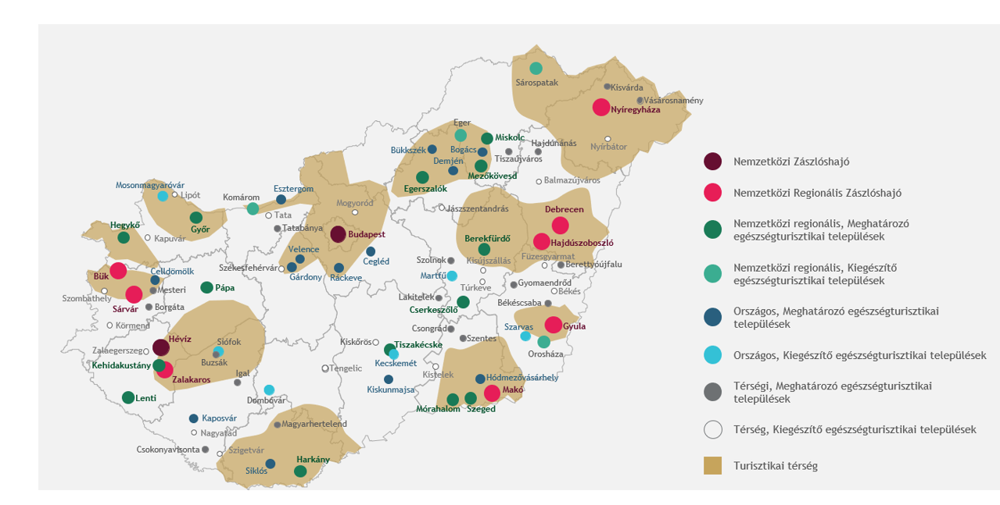 Sárospatak
Kisvárda
Vásárosnamény
Nyíregyháza
Eger
Miskolc
Hajdúnánás
Nyírbátor
Bükkszék
Bogács
Tiszaújváros
Demjén
Mezőkövesd
Balmazújváros
Egerszalók
Mosonmagyaróvár
Lipót
Esztergom
Komárom
Mogyoród
Jászszentandrás
Debrecen
Tata
Hegykő
Győr
Tatabánya
Budapest
Kapuvár
Berekfürdő
Hajdúszoboszló
Velence
Cegléd
Füzesgyarmat
Székesfehérvár
Szolnok
Kisújszállás
Berettyóújfalu
Bük
Celldömölk
Gárdony
Ráckeve
Martfű
Mesteri
Pápa
Túrkeve
Gyomaendrőd
Békés
Szombathely
Lakitelek
Békéscsaba
Sárvár
Borgáta
Cserkeszőlő
Körmend
Csongrád
Szarvas
Gyula
Hévíz
Siófok
Kiskőrös
Tiszakécske
Szentes
Zalaegerszeg
Orosháza
Buzsák
Kecskemét
Kehidakustány
Tengelic
Igal
Kistelek
Zalakaros
Hódmezővásárhely
Kiskunmajsa
Makó
Lenti
Dombóvár
Mórahalom
Szeged
Kaposvár
Magyarhertelend
Nagyatád
Csokonyavisonta
Szigetvár
Harkány
Siklós
Nemzetközi Zászlóshajó
Nemzetközi Regionális Zászlóshajó
Nemzetközi regionális, Meghatározó
egészségturisztikai települések
Nemzetközi regionális, Kiegészítő
egészségturisztikai települések
Országos, Meghatározó egészségturisztikai
települések
Országos, Kiegészítő egészségturisztikai települések
Térségi, Meghatározó egészségturisztikai
települések
Térség, Kiegészítő egészségturisztikai települések
Turisztikai térség